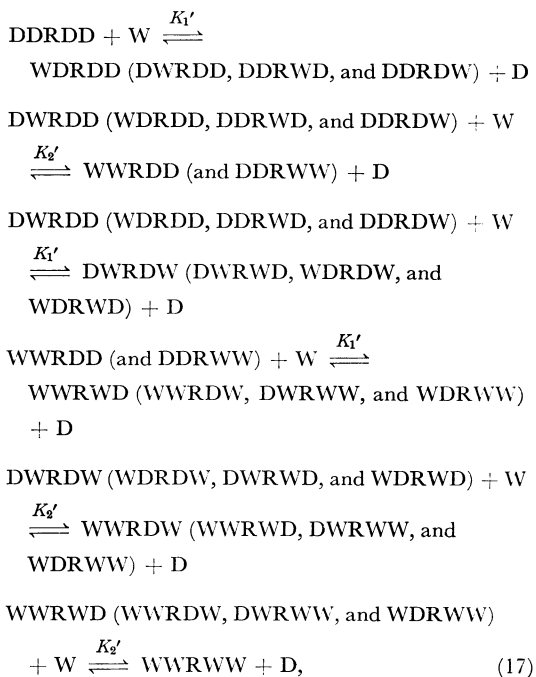 DDRDD + W ⇌ K₁′
WDRDD (DWRDD, DDRWD, and DDRDW) + D
DWRDD (WDRDD, DDRWD, and DDRDW) + W
⇌ K₂′ WWRDD (and DDRWW) + D
DWRDD (WDRDD, DDRWD, and DDRDW) + W
⇌ K₁′ DWRDW (DWRWD, WDRDW, and
WDRWD) + D
WWRDD (and DDRWW) + W ⇌ K₁′
WWRWD (WWRDW, DWRWW, and WDRWW)
+ D
DWRDW (WDRDW, DWRWD, and WDRWD) + W
⇌ K₂′ WWRDW (WWRWD, DWRWW, and
WDRWW) + D
WWRWD (WWRDW, DWRWW, and WDRWW)
+ W ⇌ K₂′ WWRWW + D, (17)